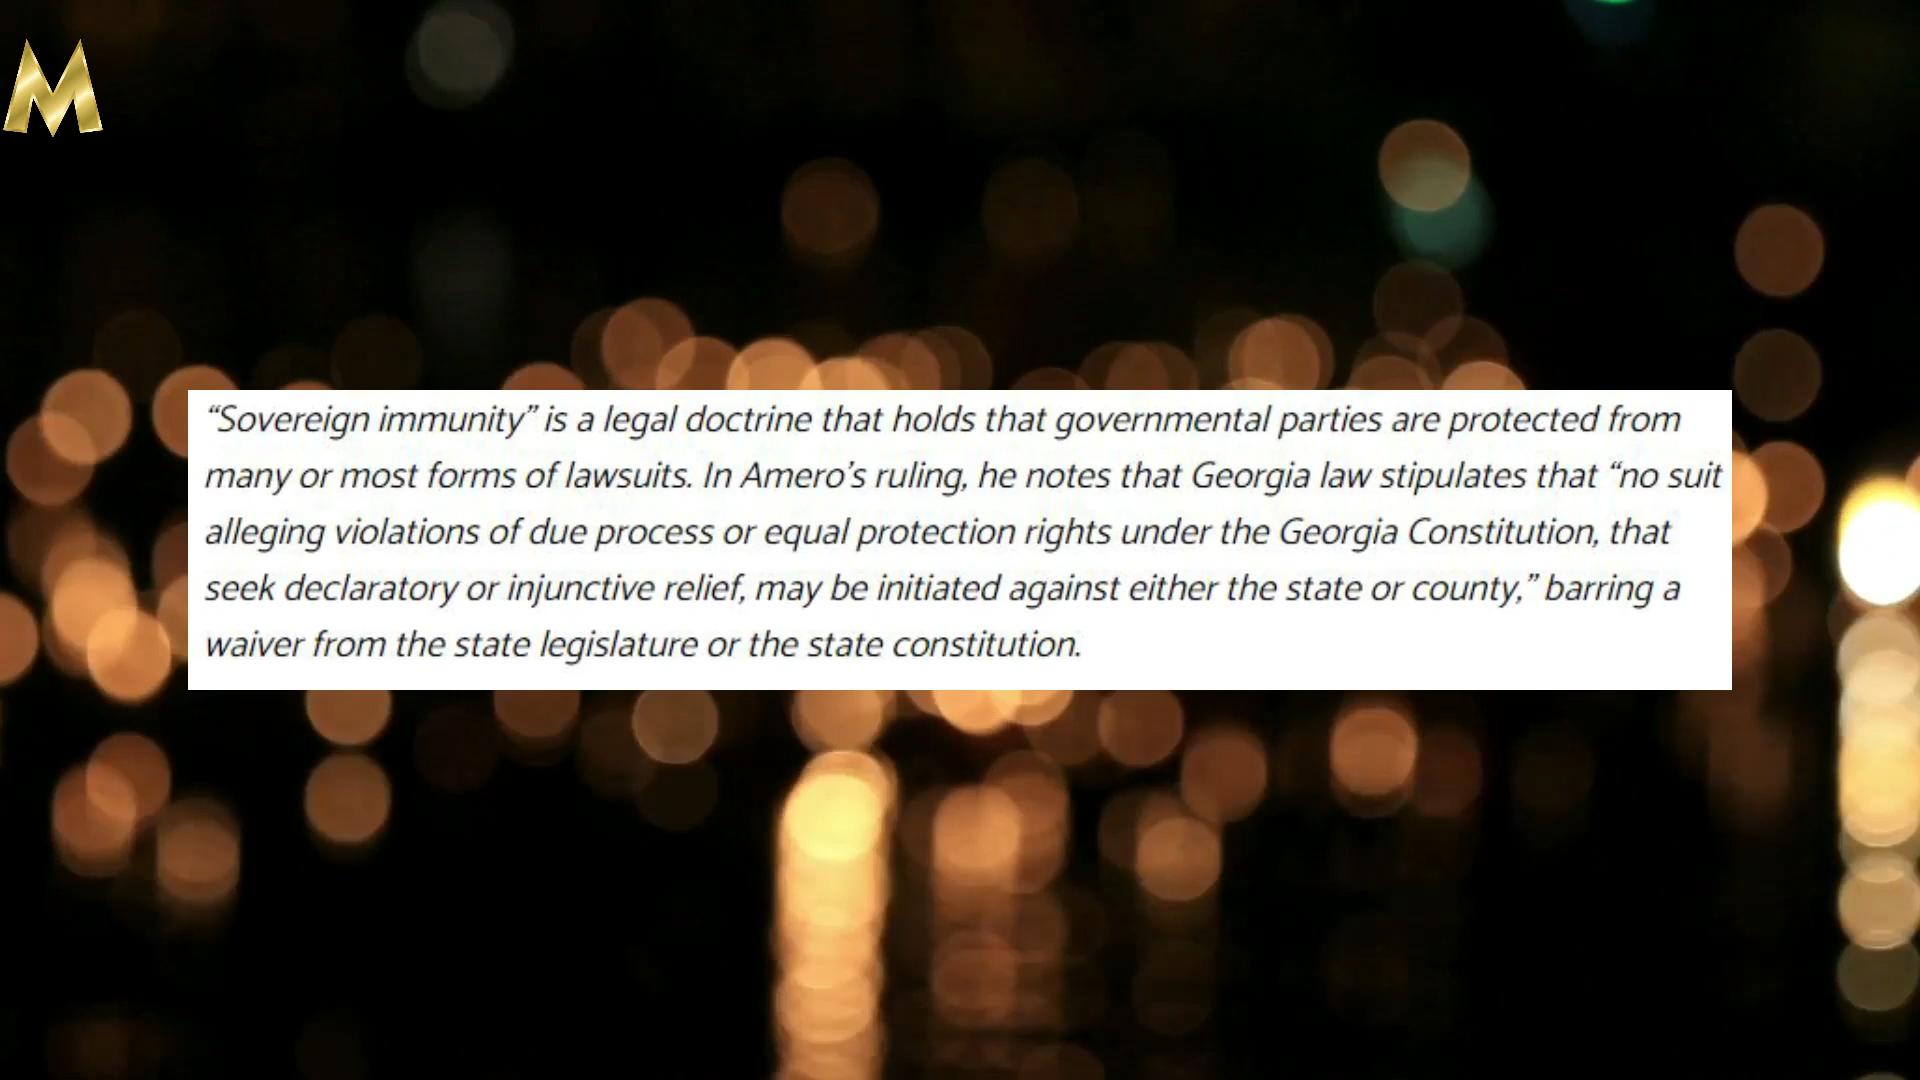 M
“Sovereign immunity” is a legal doctrine that holds that governmental parties are protected from
many or most forms of lawsuits. In Amero’s ruling, he notes that Georgia law stipulates that “no suit
alleging violations of due process or equal protection rights under the Georgia Constitution, that
seek declaratory or injunctive relief, may be initiated against either the state or county,” barring a
waiver from the state legislature or the state constitution.